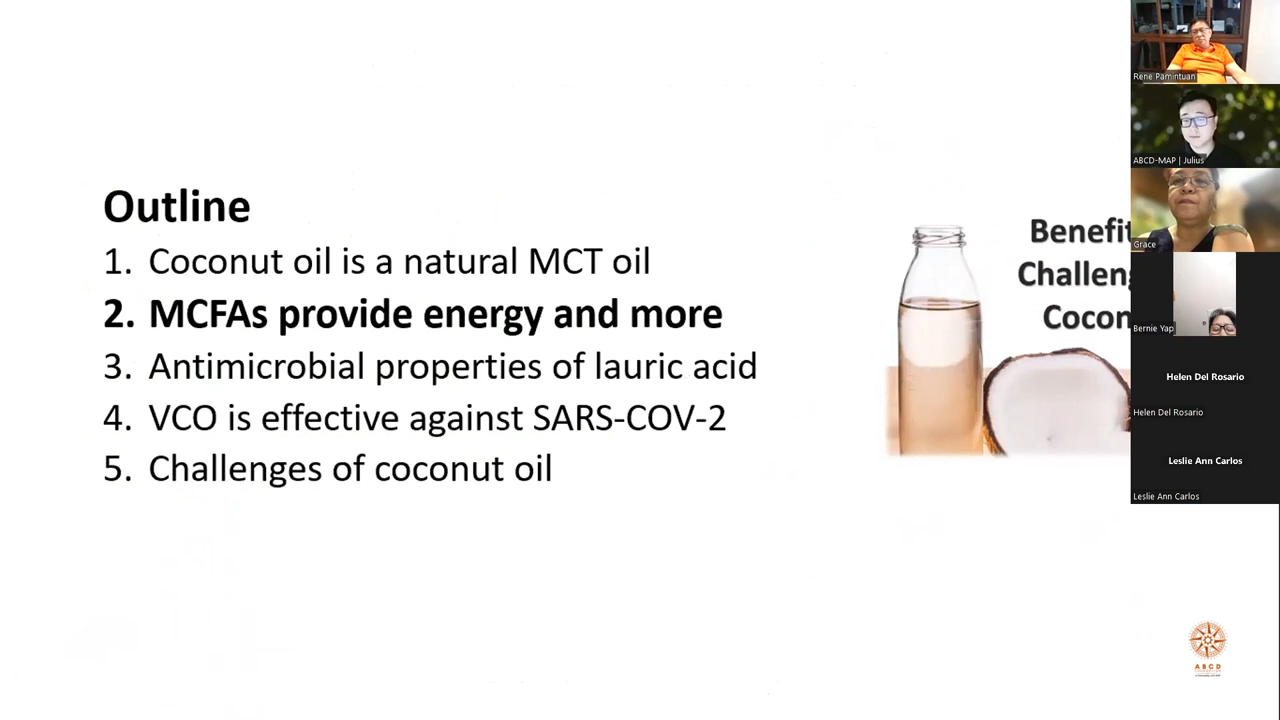 Outline
1. Coconut oil is a natural MCT oil
2. MCFAs provide energy and more
3. Antimicrobial properties of lauric acid
4. VCO is effective against SARS-COV-2
5. Challenges of coconut oil
Benefit
Challeng
Cocon
Rene Pamintuan
ABCD-MAP | Julius
Grace
Bernie Yap
Helen Del Rosario
Helen Del Rosario
Leslie Ann Carlos
Leslie Ann Carlos
ABCD